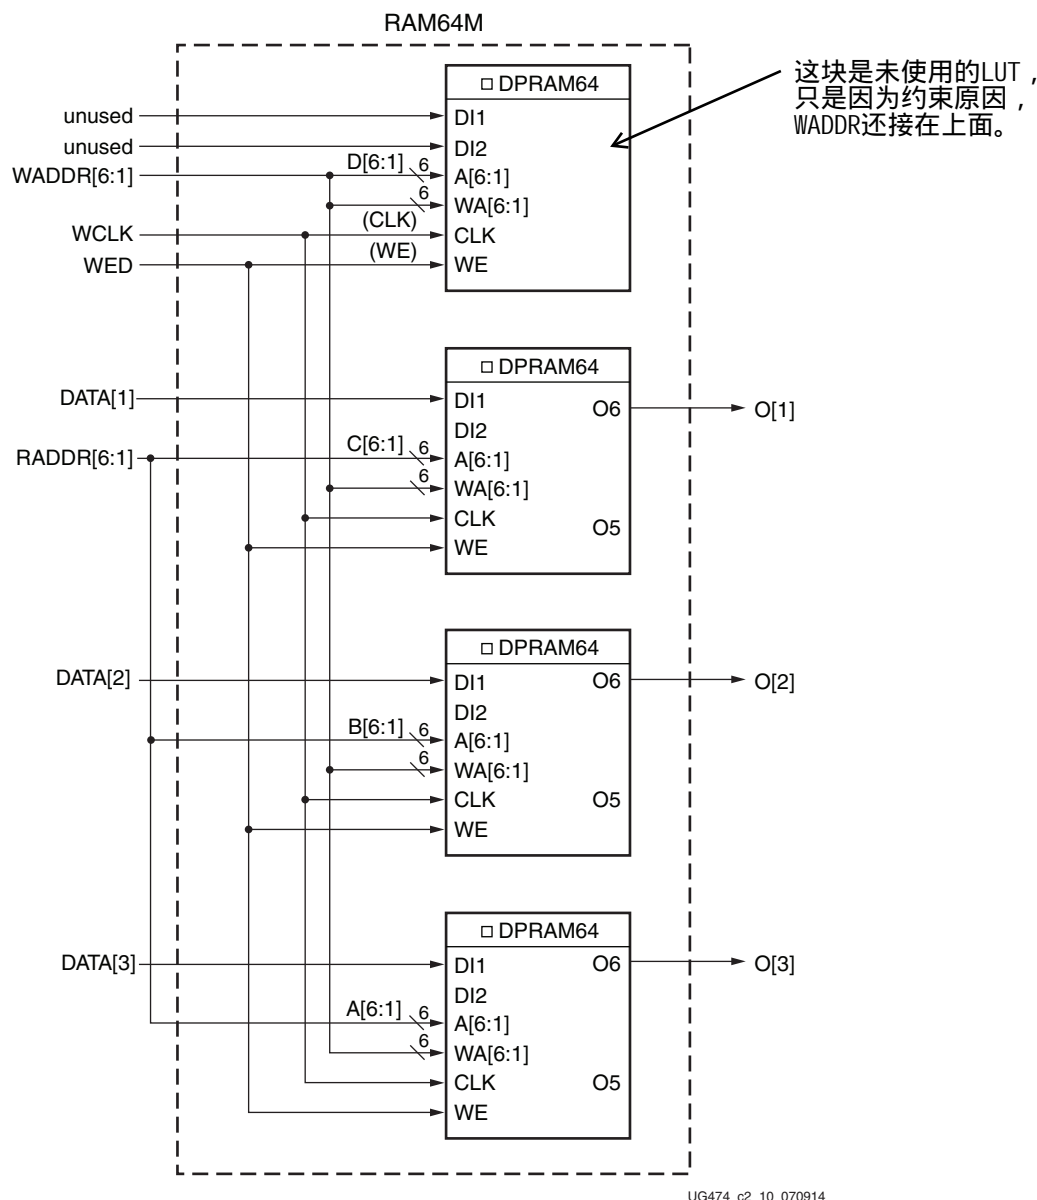 RAM64M
□ DPRAM64
这块是未使用的LUT，
只是因为约束原因，
WADDR还接在上面。
unused
DI1
unused
DI2
WADDR[6:1]
D[6:1]
6
A[6:1]
6
WA[6:1]
WCLK
(CLK)
CLK
WED
(WE)
WE
□ DPRAM64
DATA[1]
DI1
O6
O[1]
DI2
RADDR[6:1]
C[6:1]
6
A[6:1]
6
WA[6:1]
CLK
O5
WE
□ DPRAM64
DATA[2]
DI1
O6
O[2]
DI2
B[6:1]
6
A[6:1]
6
WA[6:1]
CLK
O5
WE
□ DPRAM64
DATA[3]
DI1
O6
O[3]
DI2
A[6:1]
6
A[6:1]
6
WA[6:1]
CLK
O5
WE
UG474_c2_10_070914